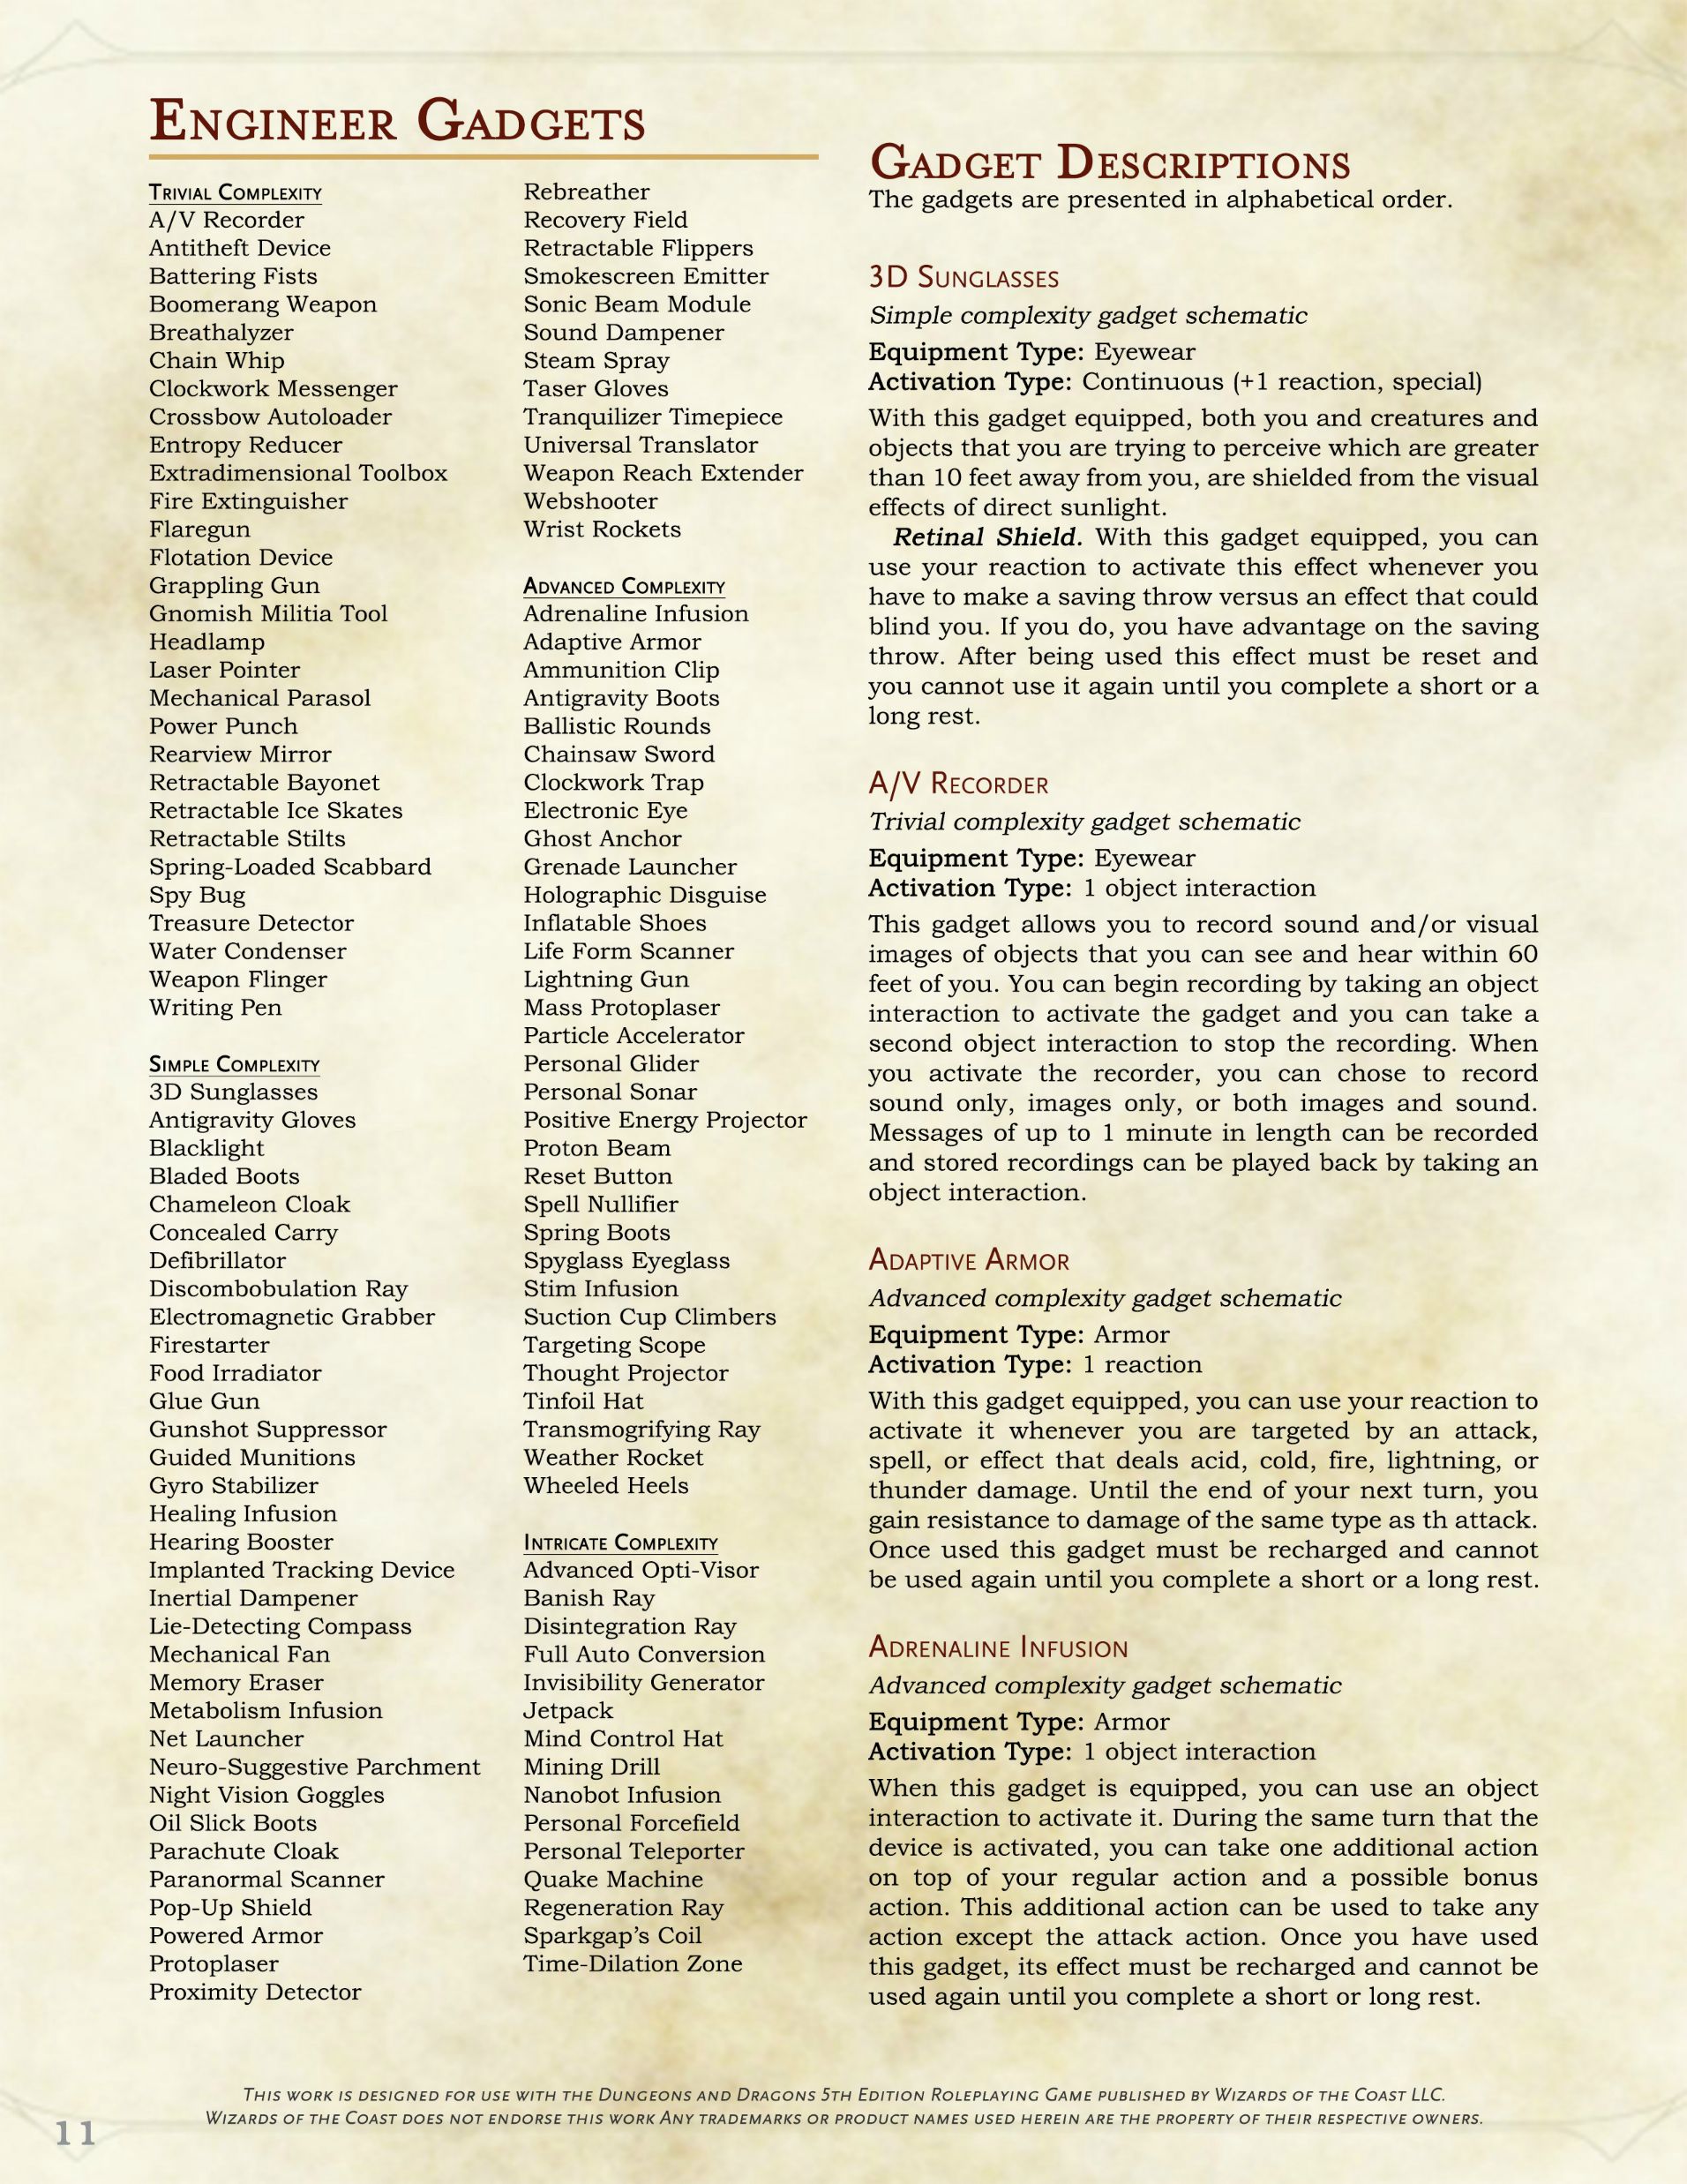 Engineer Gadgets
Trivial Complexity
A/V Recorder
Antitheft Device
Battering Fists
Boomerang Weapon
Breathalyzer
Chain Whip
Clockwork Messenger
Crossbow Autoloader
Entropy Reducer
Extradimensional Toolbox
Fire Extinguisher
Flaregun
Flotation Device
Grappling Gun
Gnomish Militia Tool
Headlamp
Laser Pointer
Mechanical Parasol
Power Punch
Rearview Mirror
Retractable Bayonet
Retractable Ice Skates
Retractable Stilts
Spring-Loaded Scabbard
Spy Bug
Treasure Detector
Water Condenser
Weapon Flinger
Writing Pen
Simple Complexity
3D Sunglasses
Antigravity Gloves
Blacklight
Bladed Boots
Chameleon Cloak
Concealed Carry
Defibrillator
Discombobulation Ray
Electromagnetic Grabber
Firestarter
Food Irradiator
Glue Gun
Gunshot Suppressor
Guided Munitions
Gyro Stabilizer
Healing Infusion
Hearing Booster
Implanted Tracking Device
Inertial Dampener
Lie-Detecting Compass
Mechanical Fan
Memory Eraser
Metabolism Infusion
Net Launcher
Neuro-Suggestive Parchment
Night Vision Goggles
Oil Slick Boots
Parachute Cloak
Paranormal Scanner
Pop-Up Shield
Powered Armor
Protoplaser
Proximity Detector
Rebreather
Recovery Field
Retractable Flippers
Smokescreen Emitter
Sonic Beam Module
Sound Dampener
Steam Spray
Taser Gloves
Tranquilizer Timepiece
Universal Translator
Weapon Reach Extender
Webshooter
Wrist Rockets
Advanced Complexity
Adrenaline Infusion
Adaptive Armor
Ammunition Clip
Antigravity Boots
Ballistic Rounds
Chainsaw Sword
Clockwork Trap
Electronic Eye
Ghost Anchor
Grenade Launcher
Holographic Disguise
Inflatable Shoes
Life Form Scanner
Lightning Gun
Mass Protoplaser
Particle Accelerator
Personal Glider
Personal Sonar
Positive Energy Projector
Proton Beam
Reset Button
Spell Nullifier
Spring Boots
Spyglass Eyeglass
Stim Infusion
Suction Cup Climbers
Targeting Scope
Thought Projector
Tinfoil Hat
Transmogrifying Ray
Weather Rocket
Wheeled Heels
Intricate Complexity
Advanced Opti-Visor
Banish Ray
Disintegration Ray
Full Auto Conversion
Invisibility Generator
Jetpack
Mind Control Hat
Mining Drill
Nanobot Infusion
Personal Forcefield
Personal Teleporter
Quake Machine
Regeneration Ray
Sparkgap’s Coil
Time-Dilation Zone
Gadget Descriptions
The gadgets are presented in alphabetical order.
3D Sunglasses
Simple complexity gadget schematic
Equipment Type: Eyewear
Activation Type: Continuous (+1 reaction, special)
With this gadget equipped, both you and creatures and
objects that you are trying to perceive which are greater
than 10 feet away from you, are shielded from the visual
effects of direct sunlight.
Retinal Shield. With this gadget equipped, you can
use your reaction to activate this effect whenever you
have to make a saving throw versus an effect that could
blind you. If you do, you have advantage on the saving
throw. After being used this effect must be reset and
you cannot use it again until you complete a short or a
long rest.
A/V Recorder
Trivial complexity gadget schematic
Equipment Type: Eyewear
Activation Type: 1 object interaction
This gadget allows you to record sound and/or visual
images of objects that you can see and hear within 60
feet of you. You can begin recording by taking an object
interaction to activate the gadget and you can take a
second object interaction to stop the recording. When
you activate the recorder, you can chose to record
sound only, images only, or both images and sound.
Messages of up to 1 minute in length can be recorded
and stored recordings can be played back by taking an
object interaction.
Adaptive Armor
Advanced complexity gadget schematic
Equipment Type: Armor
Activation Type: 1 reaction
With this gadget equipped, you can use your reaction to
activate it whenever you are targeted by an attack,
spell, or effect that deals acid, cold, fire, lightning, or
thunder damage. Until the end of your next turn, you
gain resistance to damage of the same type as th attack.
Once used this gadget must be recharged and cannot
be used again until you complete a short or a long rest.
Adrenaline Infusion
Advanced complexity gadget schematic
Equipment Type: Armor
Activation Type: 1 object interaction
When this gadget is equipped, you can use an object
interaction to activate it. During the same turn that the
device is activated, you can take one additional action
on top of your regular action and a possible bonus
action. This additional action can be used to take any
action except the attack action. Once you have used
this gadget, its effect must be recharged and cannot be
used again until you complete a short or long rest.
This work is designed for use with the Dungeons and Dragons 5th Edition Roleplaying Game published by Wizards of the Coast LLC.
Wizards of the Coast does not endorse this work Any trademarks or product names used herein are the property of their respective owners.
11